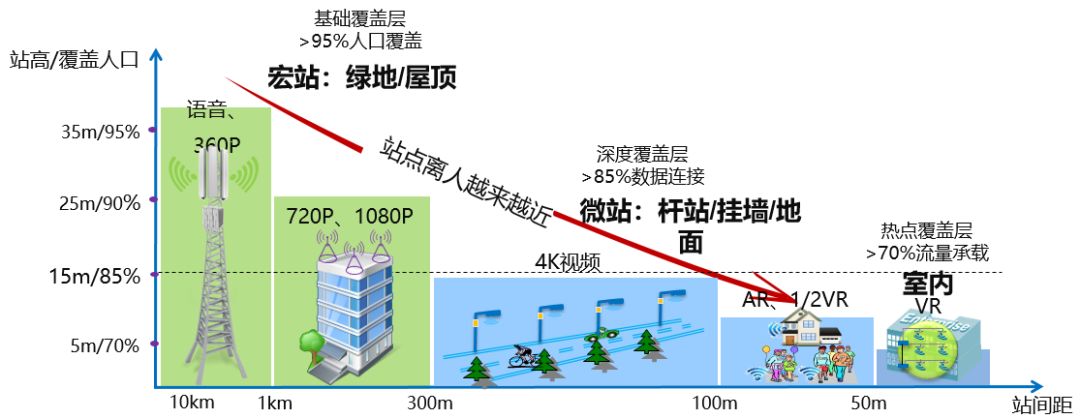 基础覆盖层
>95%人口覆盖
站高/覆盖人口
宏站：绿地/屋顶
语音、
360P
35m/95%
站点离人越来越近
深度覆盖层
>85%数据连接
25m/90%
720P、1080P
微站：杆站/挂墙/地
面
热点覆盖层
>70%流量承载
4K视频
15m/85%
室内
AR、1/2VR
VR
Enterprise
5m/70%
10km
1km
300m
100m
50m
站间距